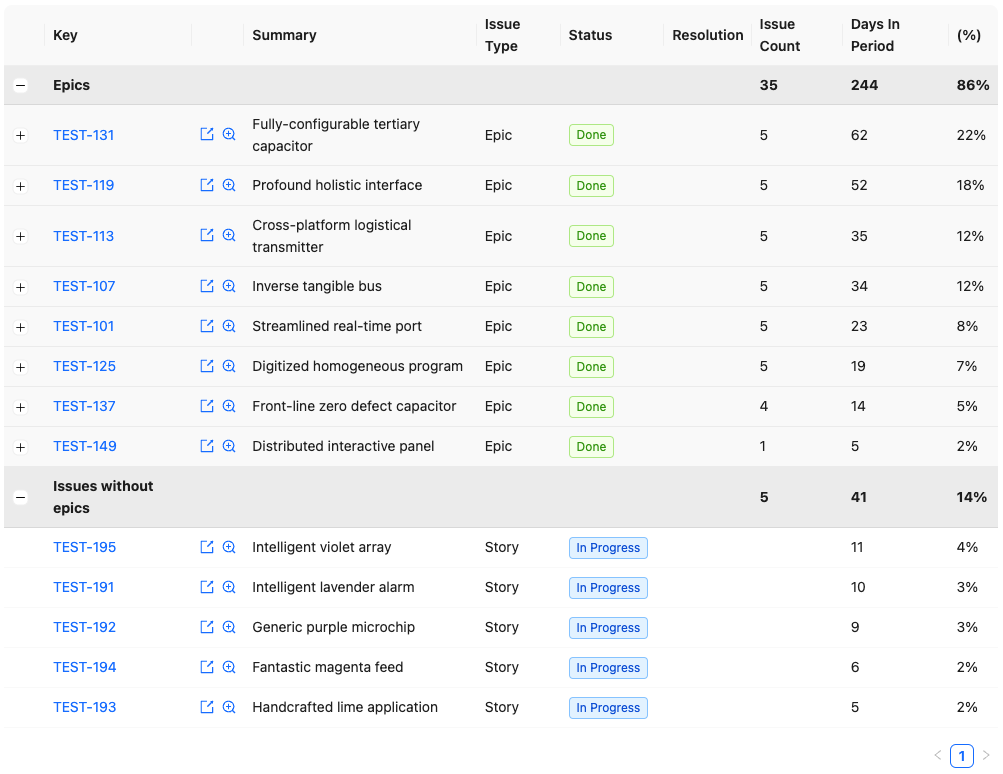 Key Summary Issue Type Status Resolution Issue Count Days In Period (%)
Epics 35 244 86%
TEST-131 Fully-configurable tertiary capacitor Epic Done 5 62 22%
TEST-119 Profound holistic interface Epic Done 5 52 18%
TEST-113 Cross-platform logistical transmitter Epic Done 5 35 12%
TEST-107 Inverse tangible bus Epic Done 5 34 12%
TEST-101 Streamlined real-time port Epic Done 5 23 8%
TEST-125 Digitized homogeneous program Epic Done 5 19 7%
TEST-137 Front-line zero defect capacitor Epic Done 4 14 5%
TEST-149 Distributed interactive panel Epic Done 1 5 2%
Issues without epics 5 41 14%
TEST-195 Intelligent violet array Story In Progress 11 4%
TEST-191 Intelligent lavender alarm Story In Progress 10 3%
TEST-192 Generic purple microchip Story In Progress 9 3%
TEST-194 Fantastic magenta feed Story In Progress 6 2%
TEST-193 Handcrafted lime application Story In Progress 5 2%
1